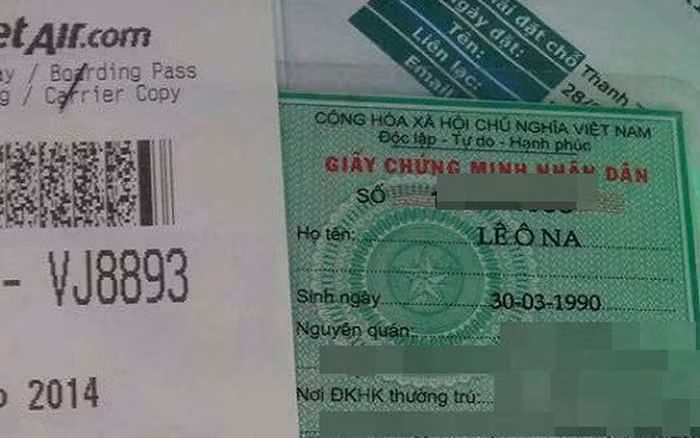 etAir.com
/ Boarding Pass
/ Carrier Copy
- VJ8893
2014
đặt chỗ
Ngày đặt:
Tên:
Liên lạc:
Email
Thanh
28/
CỘNG HÒA XÃ HỘI CHỦ NGHĨA VIỆT NAM
Độc lập - Tự do - Hạnh phúc
GIẤY CHỨNG MINH NHÂN DÂN
SỐ
Họ tên: LÊ Ô NA
Sinh ngày 30-03-1990
Nguyên quán:
Nơi ĐKHK thường trú: